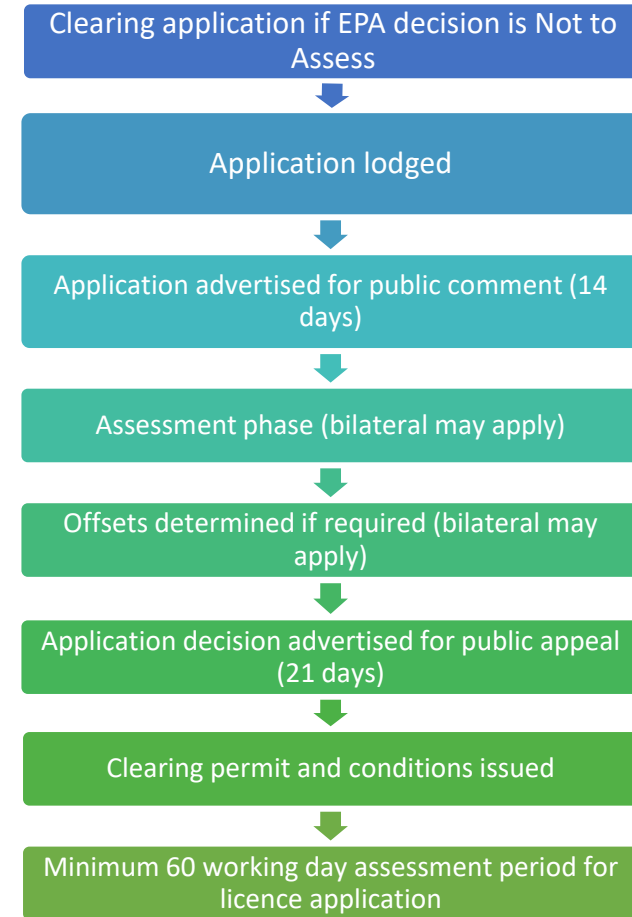 Clearing application if EPA decision is Not to
Assess
Application lodged
Application advertised for public comment (14
days)
Assessment phase (bilateral may apply)
Offsets determined if required (bilateral may
apply)
Application decision advertised for public appeal
(21 days)
Clearing permit and conditions issued
Minimum 60 working day assessment period for
licence application